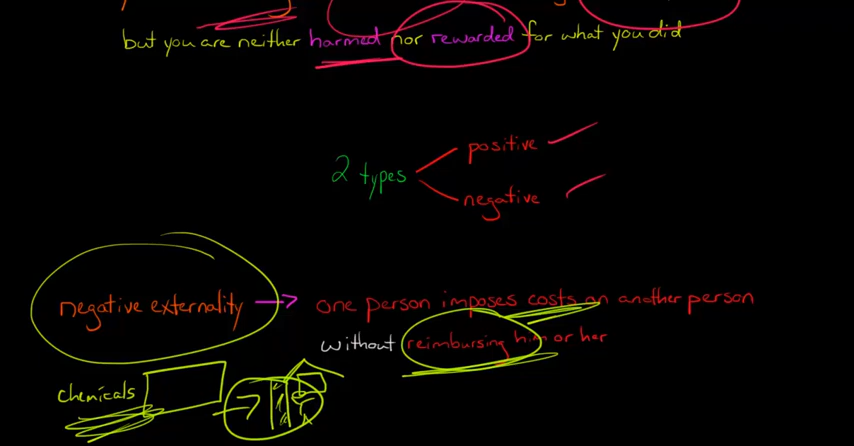 but you are neither harmed nor rewarded for what you did
2 types
positive
negative
negative externality → one person imposes costs on another person
without reimbursing him or her
chemicals